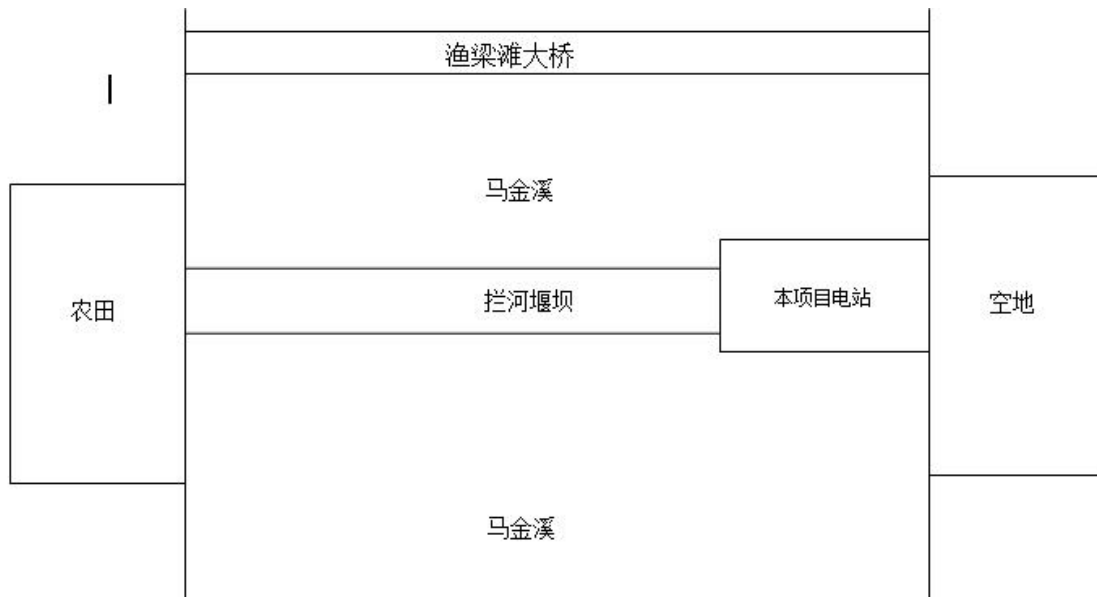 渔梁滩大桥
马金溪
农田
拦河堰坝
本项目电站
空地
马金溪